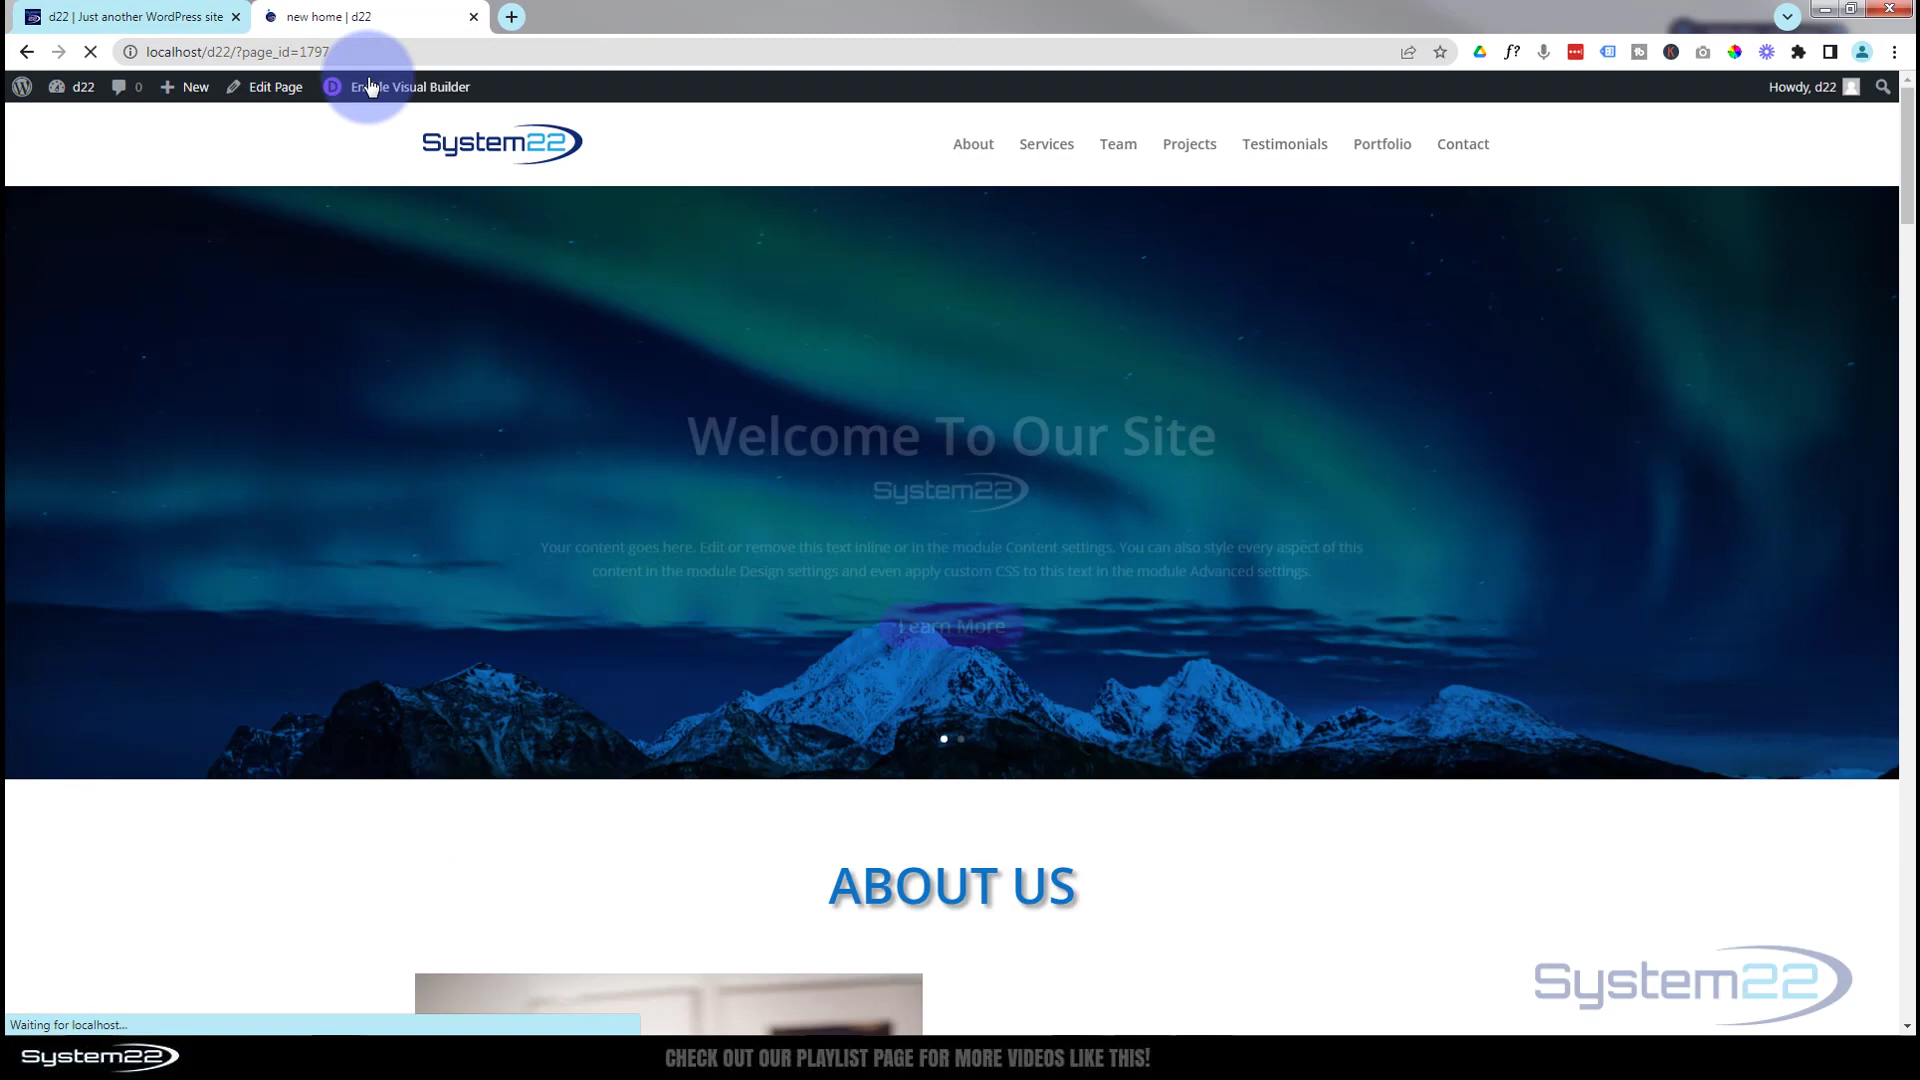 d22 | Just another WordPress site
new home | d22
localhost/d22/?page_id=1797
d22
0
New
Edit Page
Enable Visual Builder
Howdy, d22
System22
About
Services
Team
Projects
Testimonials
Portfolio
Contact
Welcome To Our Site
System22
Your content goes here. Edit or remove this text inline or in the module Content settings. You can also style every aspect of this
content in the module Design settings and even apply custom CSS to this text in the module Advanced settings.
Learn More
ABOUT US
System22
Waiting for localhost...
System22
CHECK OUT OUR PLAYLIST PAGE FOR MORE VIDEOS LIKE THIS!